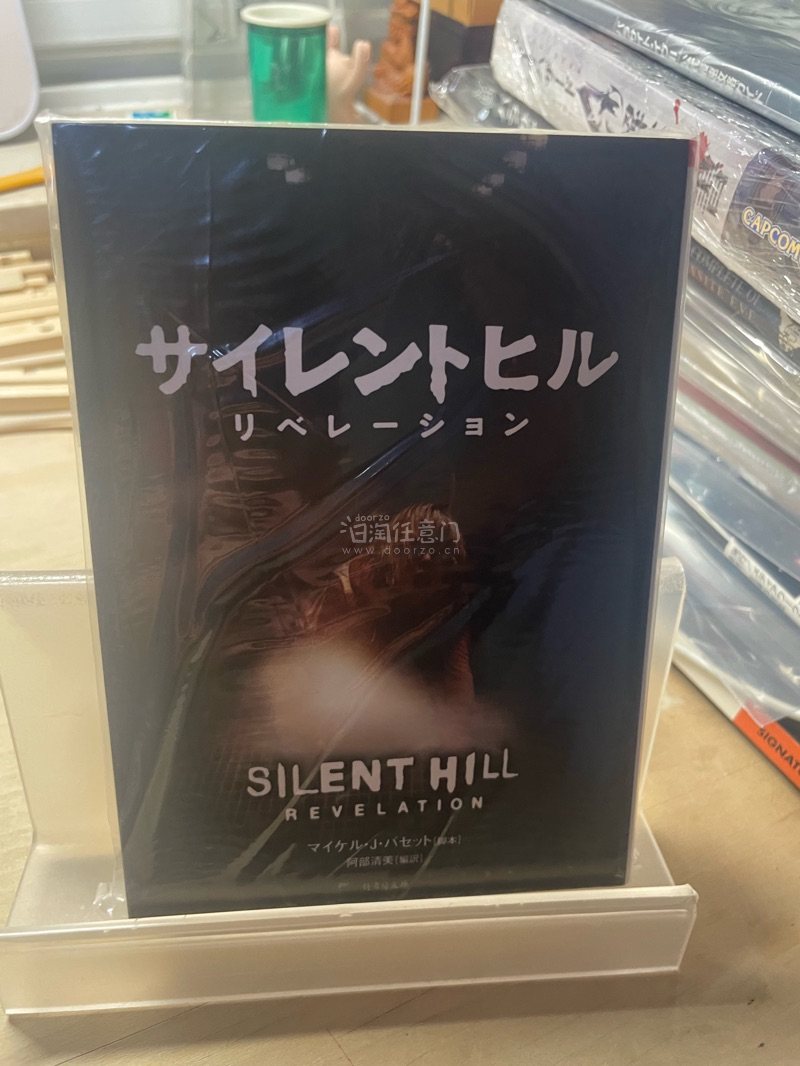 サイレントヒル
リベレーション
doorzo
任意门
www.doorzo.cn
SILENT HILL
REVELATION
マイケル・J・バセット[脚本]
阿部清美[編訳]
CAPCOM
SIGNAT